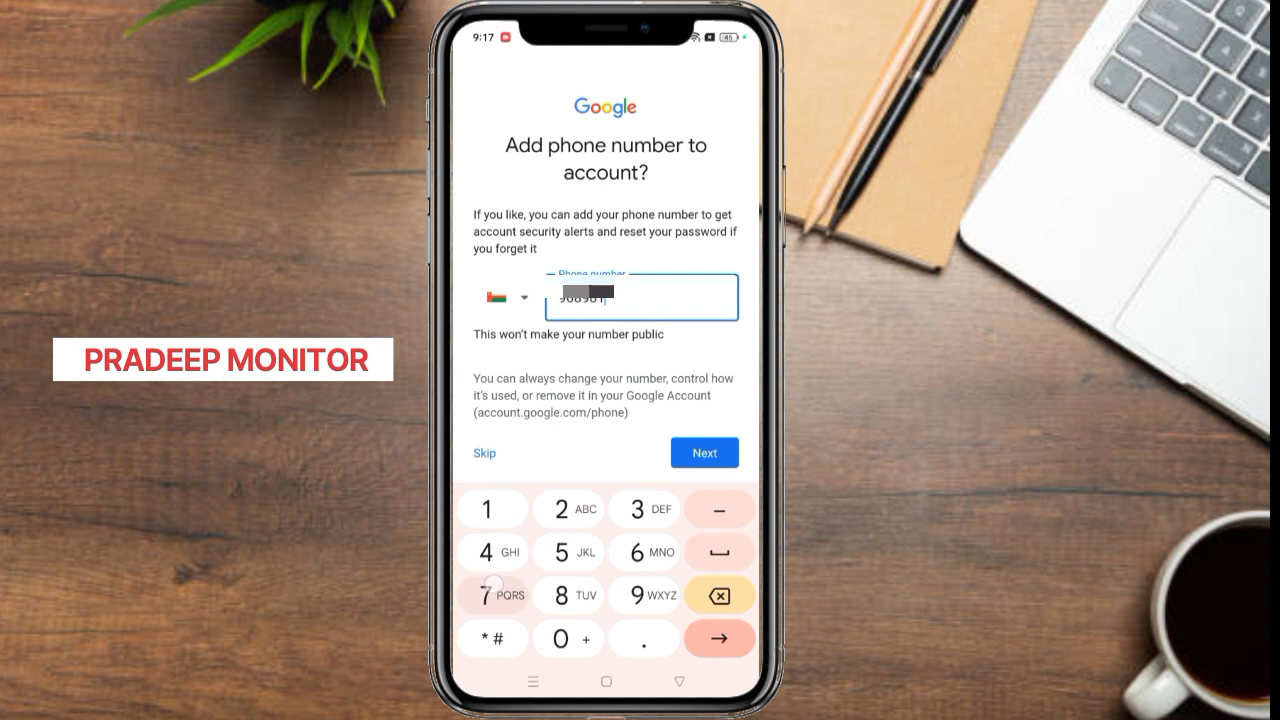 9:17
45
Google
Add phone number to
account?
If you like, you can add your phone number to get
account security alerts and reset your password if
you forget it
Phone number
This won't make your number public
PRADEEP MONITOR
You can always change your number, control how
it's used, or remove it in your Google Account
(account.google.com/phone)
Skip Next
1 2 ABC 3 DEF –
4 GHI 5 JKL 6 MNO
7 PQRS 8 TUV 9 WXYZ
* # 0 + .